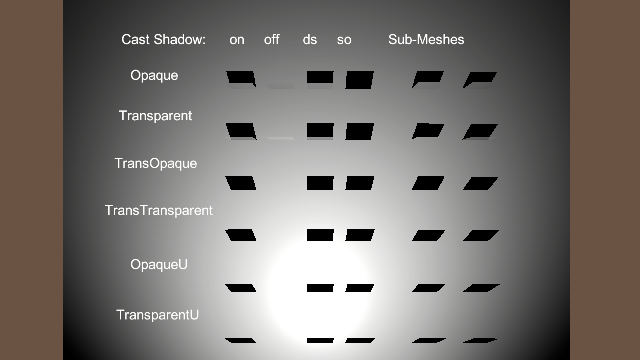 Cast Shadow: on off ds so Sub-Meshes
Opaque
Transparent
TransOpaque
TransTransparent
OpaqueU
TransparentU